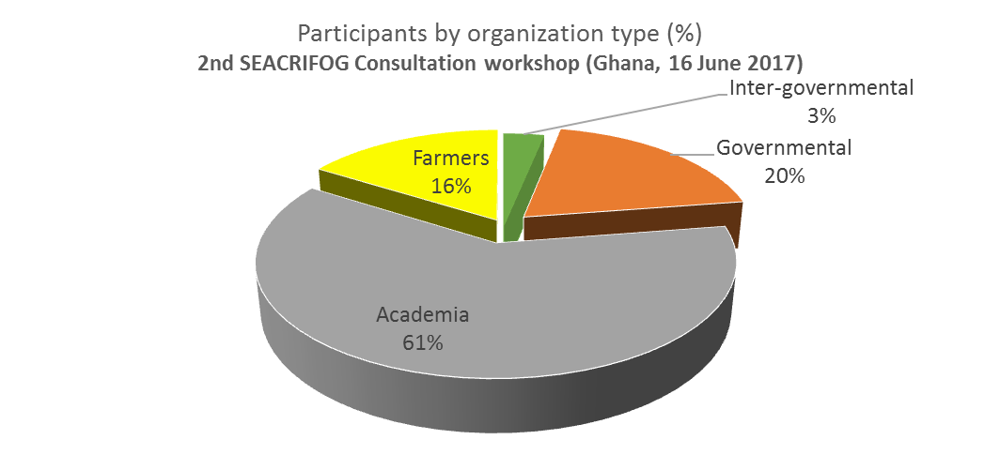 Participants by organization type (%)
2nd SEACRIFOG Consultation workshop (Ghana, 16 June 2017)
Inter-governmental
3%
Governmental
20%
Farmers
16%
Academia
61%